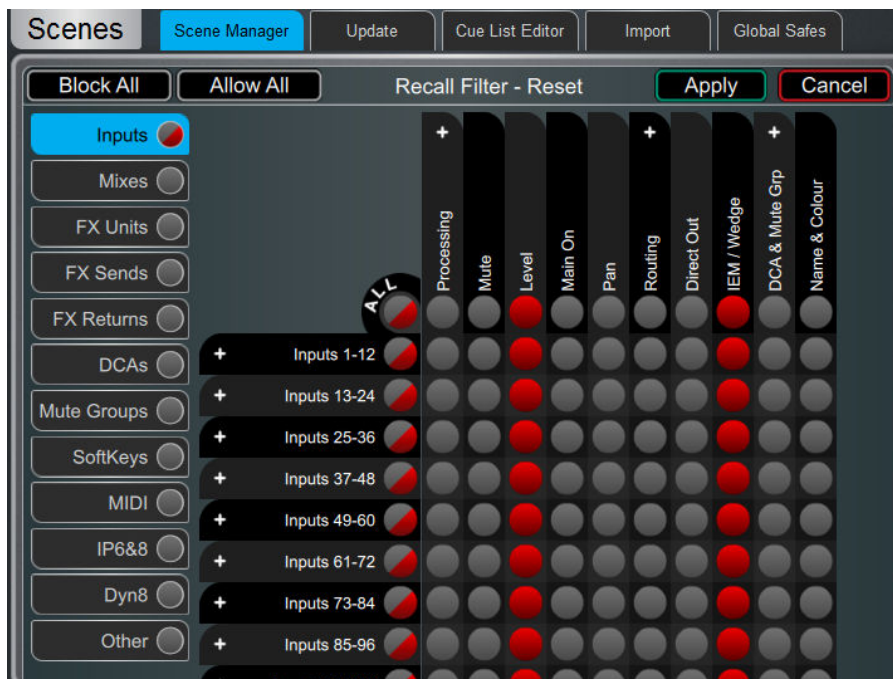 Scenes
Scene Manager
Update
Cue List Editor
Import
Global Safes
Block All
Allow All
Recall Filter - Reset
Apply
Cancel
Inputs
Mixes
FX Units
FX Sends
FX Returns
DCAs
Mute Groups
SoftKeys
MIDI
IP6&8
Dyn8
Other
+
+
+
Processing
Mute
Level
Main On
Pan
Routing
Direct Out
IEM / Wedge
DCA & Mute Grp
Name & Colour
ALL
+ Inputs 1-12
+ Inputs 13-24
+ Inputs 25-36
+ Inputs 37-48
+ Inputs 49-60
+ Inputs 61-72
+ Inputs 73-84
+ Inputs 85-96